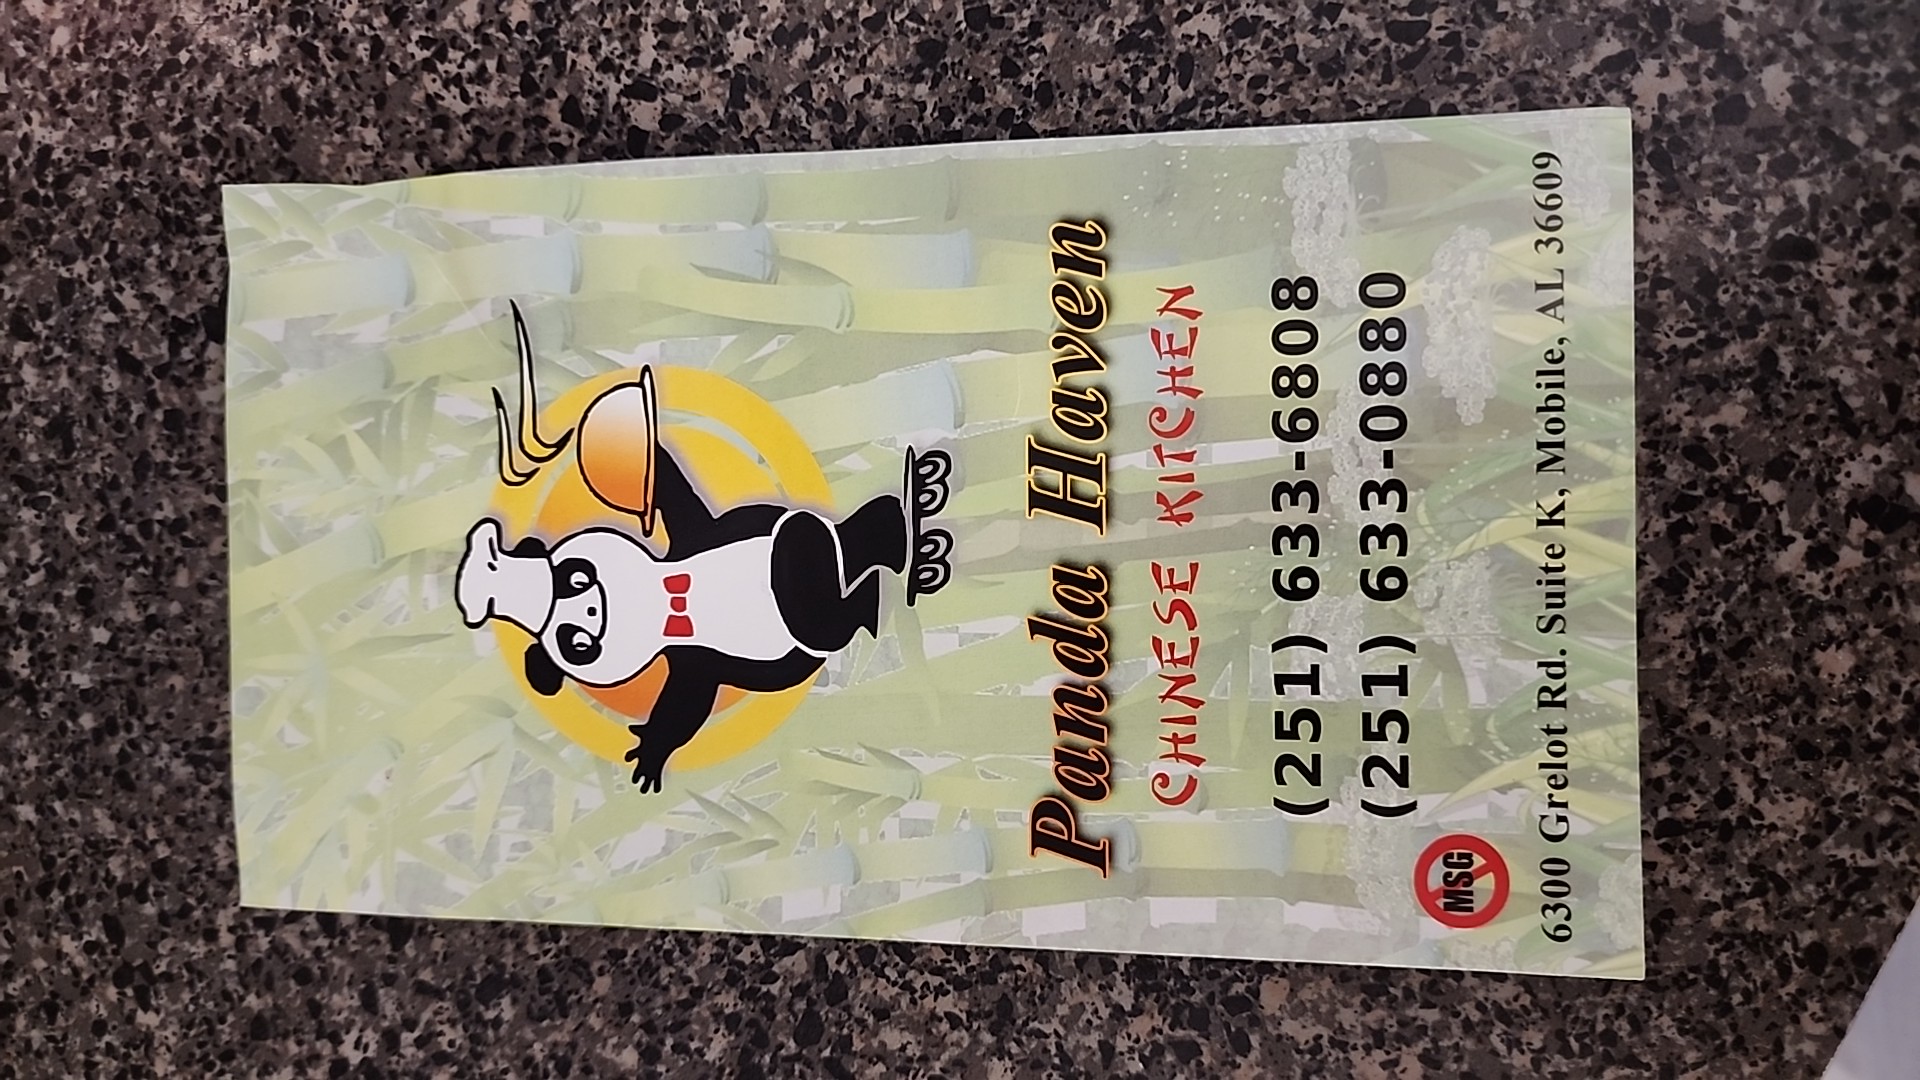 Panda Haven
CHINESE KITCHEN
(251) 633-6808
(251) 633-0880
MSG
6300 Grelot Rd. Suite K, Mobile, AL 36609